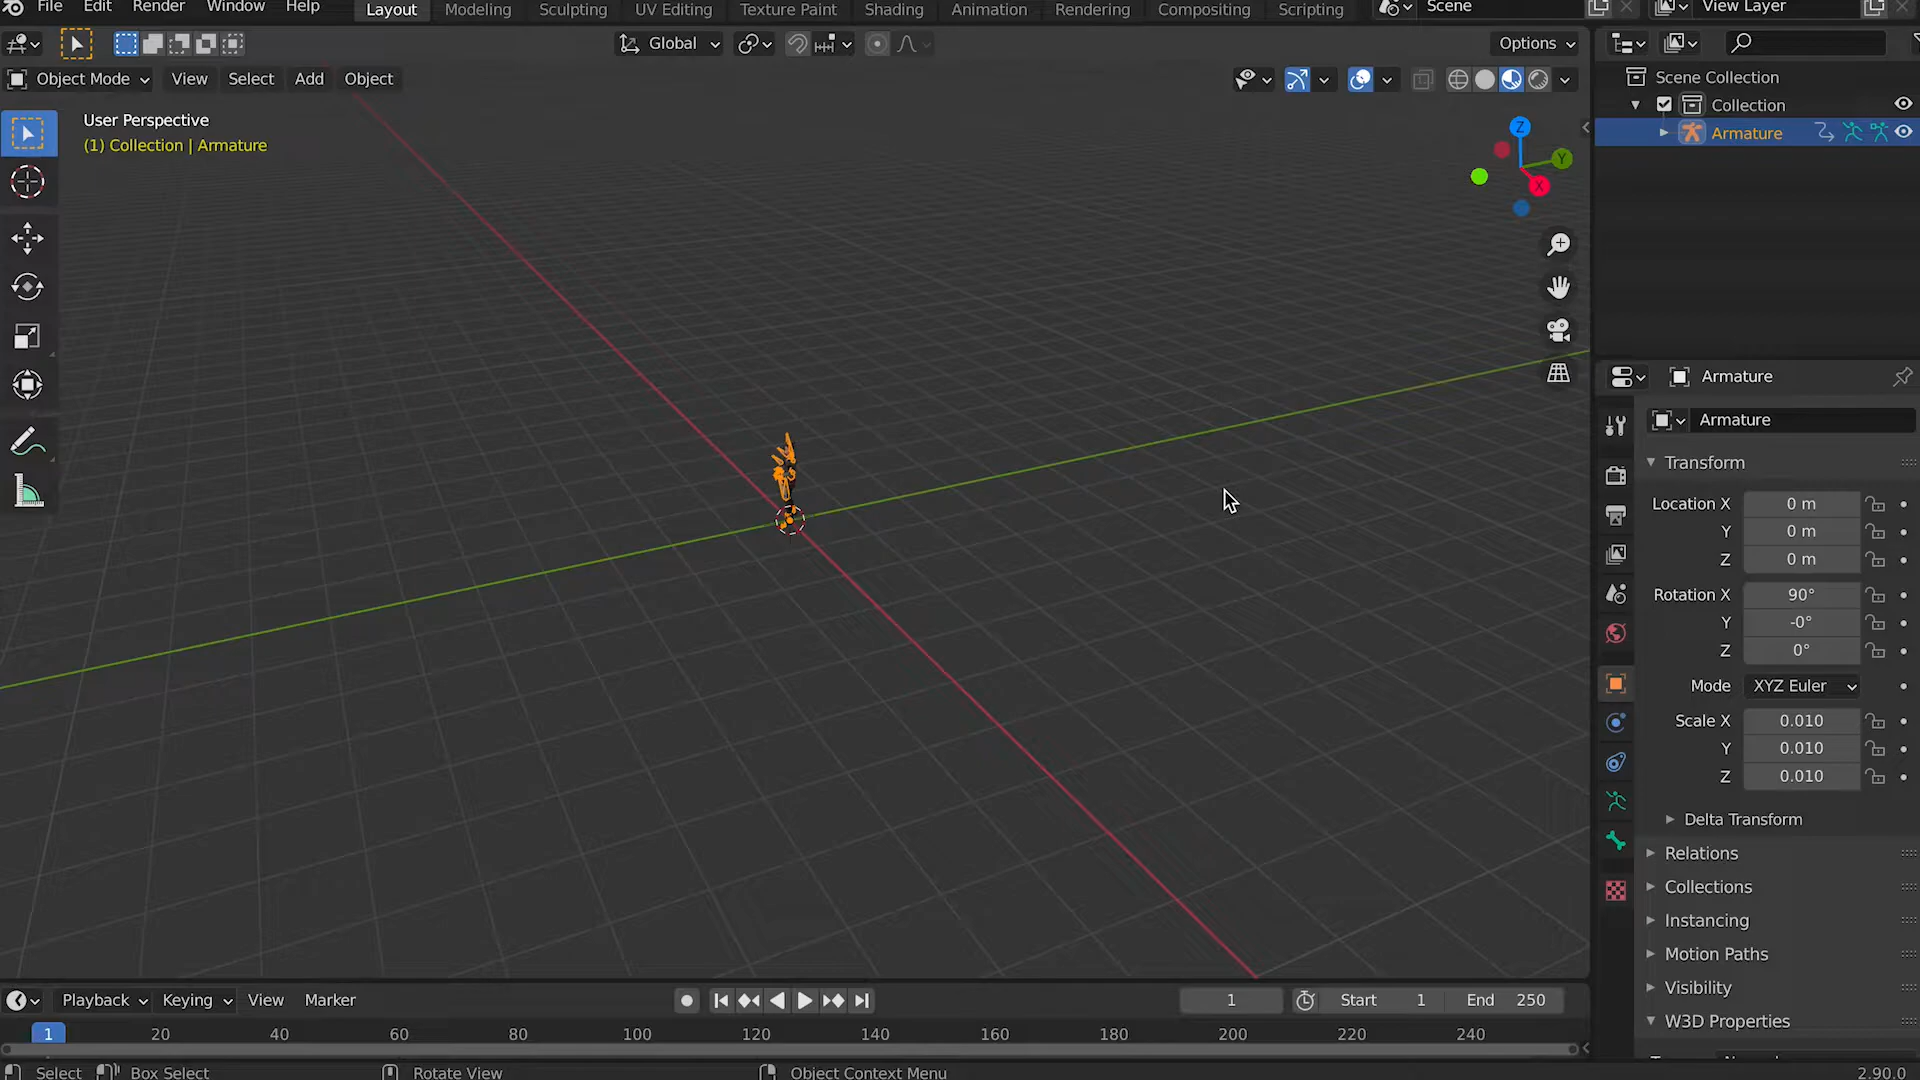 File Edit Render Window Help Layout Modeling Sculpting UV Editing Texture Paint Shading Animation Rendering Compositing Scripting Scene View Layer
Global Options
Object Mode View Select Add Object
User Perspective
(1) Collection | Armature
Z
Y
X
Scene Collection
Collection
Armature
Armature
Armature
Transform
Location X 0 m
Y 0 m
Z 0 m
Rotation X 90°
Y -0°
Z 0°
Mode XYZ Euler
Scale X 0.010
Y 0.010
Z 0.010
Delta Transform
Relations
Collections
Instancing
Motion Paths
Visibility
W3D Properties
Playback Keying View Marker 1 Start 1 End 250
1 20 40 60 80 100 120 140 160 180 200 220 240
Select Box Select Rotate View Object Context Menu 2.90.0